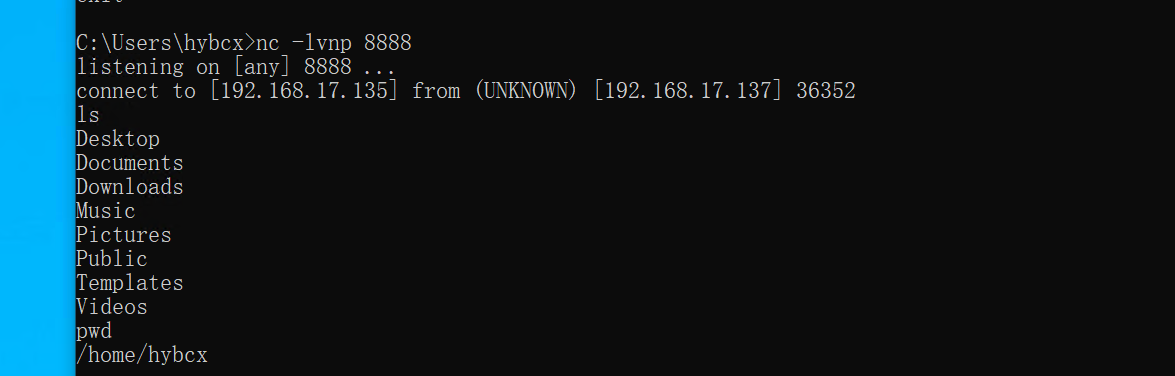 C:\Users\hybcx>nc -lvnp 8888
listening on [any] 8888 ...
connect to [192.168.17.135] from (UNKNOWN) [192.168.17.137] 36352
ls
Desktop
Documents
Downloads
Music
Pictures
Public
Templates
Videos
pwd
/home/hybcx